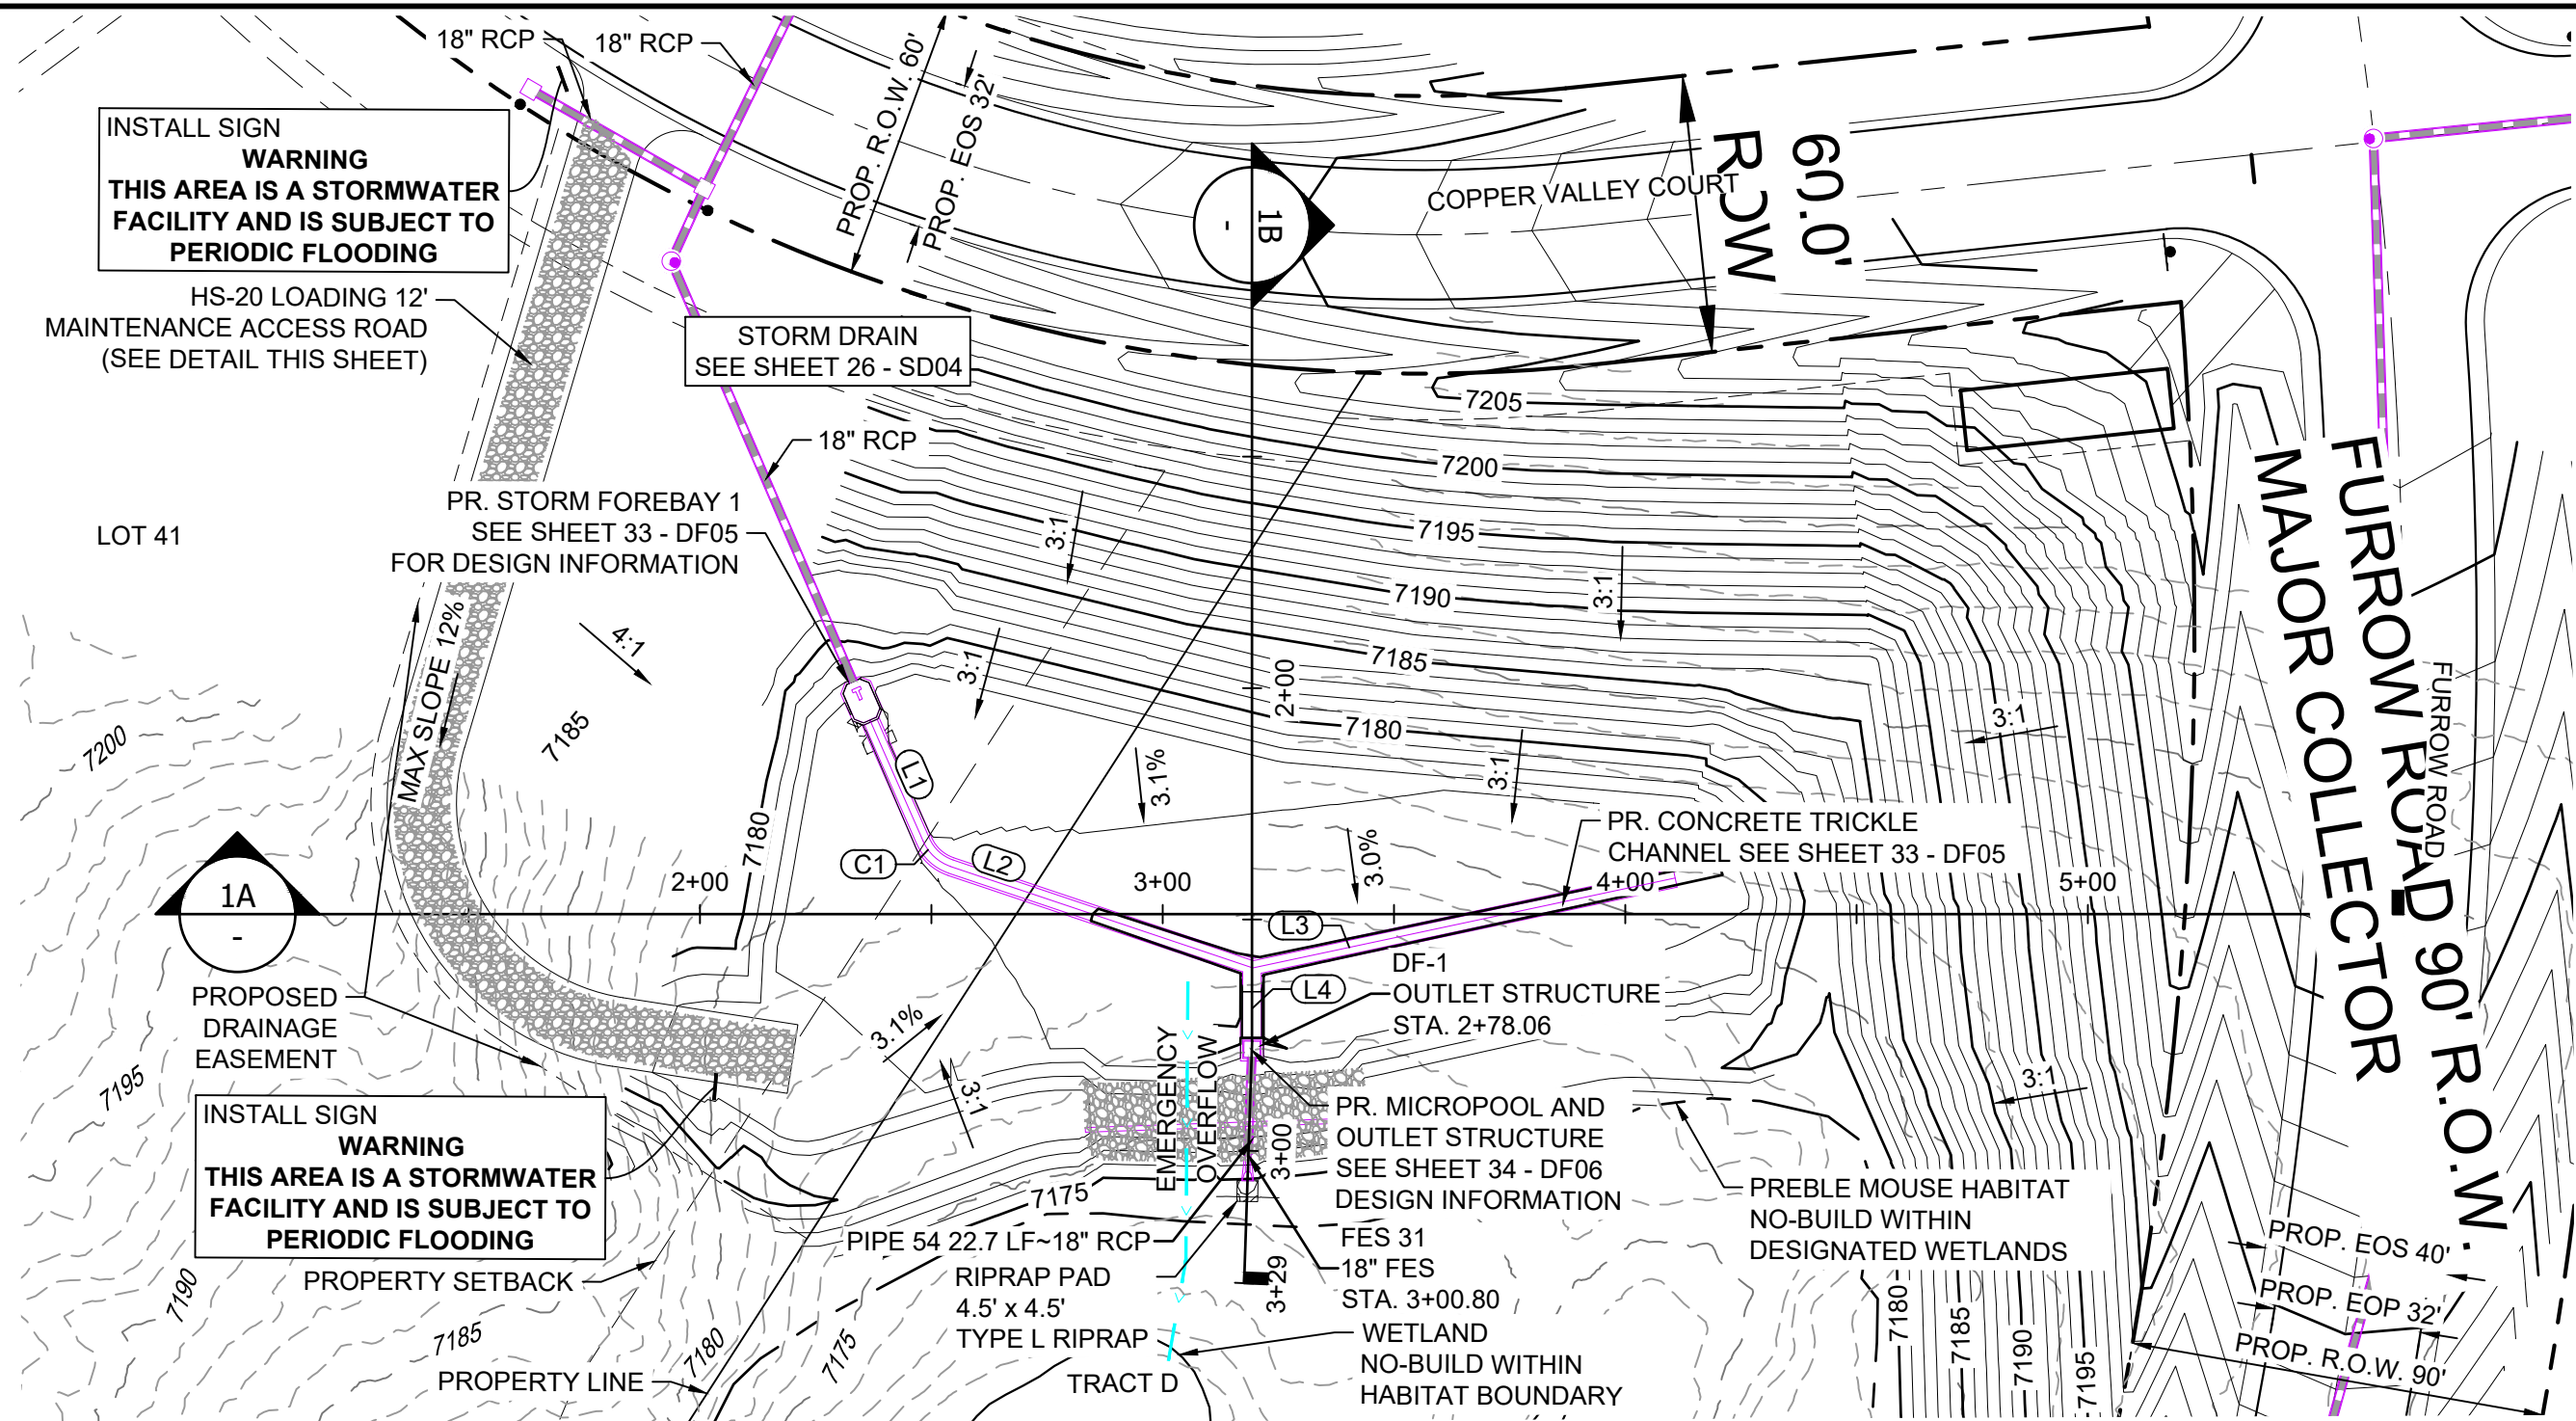 18" RCP
18" RCP
PROP. R.O.W. 60'
PROP. EOS 32'
INSTALL SIGN
WARNING
THIS AREA IS A STORMWATER
FACILITY AND IS SUBJECT TO
PERIODIC FLOODING
1B
-
COPPER VALLEY COURT
60.0'
ROW
HS-20 LOADING 12'
MAINTENANCE ACCESS ROAD
(SEE DETAIL THIS SHEET)
STORM DRAIN
SEE SHEET 26 - SD04
7205
18" RCP
7200
PR. STORM FOREBAY 1
SEE SHEET 33 - DF05
FOR DESIGN INFORMATION
LOT 41
7195
3:1
7190
3:1
FURROW ROAD 90' R.O.W.
MAJOR COLLECTOR
FURROW ROAD
MAX SLOPE 12%
4:1
3:1
7185
2+00
7180
7185
7200
3:1
L1
3.1%
3:1
7180
PR. CONCRETE TRICKLE
CHANNEL SEE SHEET 33 - DF05
C1
L2
3.0%
2+00
3+00
4+00
5+00
1A
-
L3
DF-1
OUTLET STRUCTURE
STA. 2+78.06
L4
PROPOSED
DRAINAGE
EASEMENT
3.1%
EMERGENCY
OVERFLOW
3:1
3:1
7195
INSTALL SIGN
WARNING
THIS AREA IS A STORMWATER
FACILITY AND IS SUBJECT TO
PERIODIC FLOODING
PR. MICROPOOL AND
OUTLET STRUCTURE
SEE SHEET 34 - DF06
DESIGN INFORMATION
3+00
7175
PREBLE MOUSE HABITAT
NO-BUILD WITHIN
DESIGNATED WETLANDS
PIPE 54 22.7 LF~18" RCP
FES 31
18" FES
STA. 3+00.80
3+29
RIPRAP PAD
4.5' x 4.5'
TYPE L RIPRAP
PROPERTY SETBACK
7190
7185
7180
7175
PROPERTY LINE
TRACT D
WETLAND
NO-BUILD WITHIN
HABITAT BOUNDARY
7180
7185
7190
7195
PROP. EOS 40'
PROP. EOP 32'
PROP. R.O.W. 90'